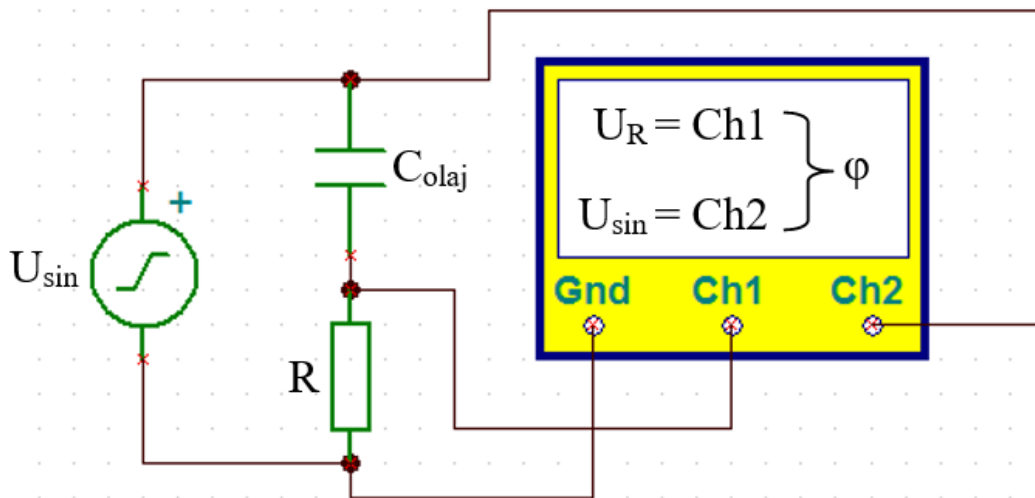 U_R = Ch1
φ
U_sin = Ch2
C_olaj
+
U_sin
Gnd Ch1 Ch2
R